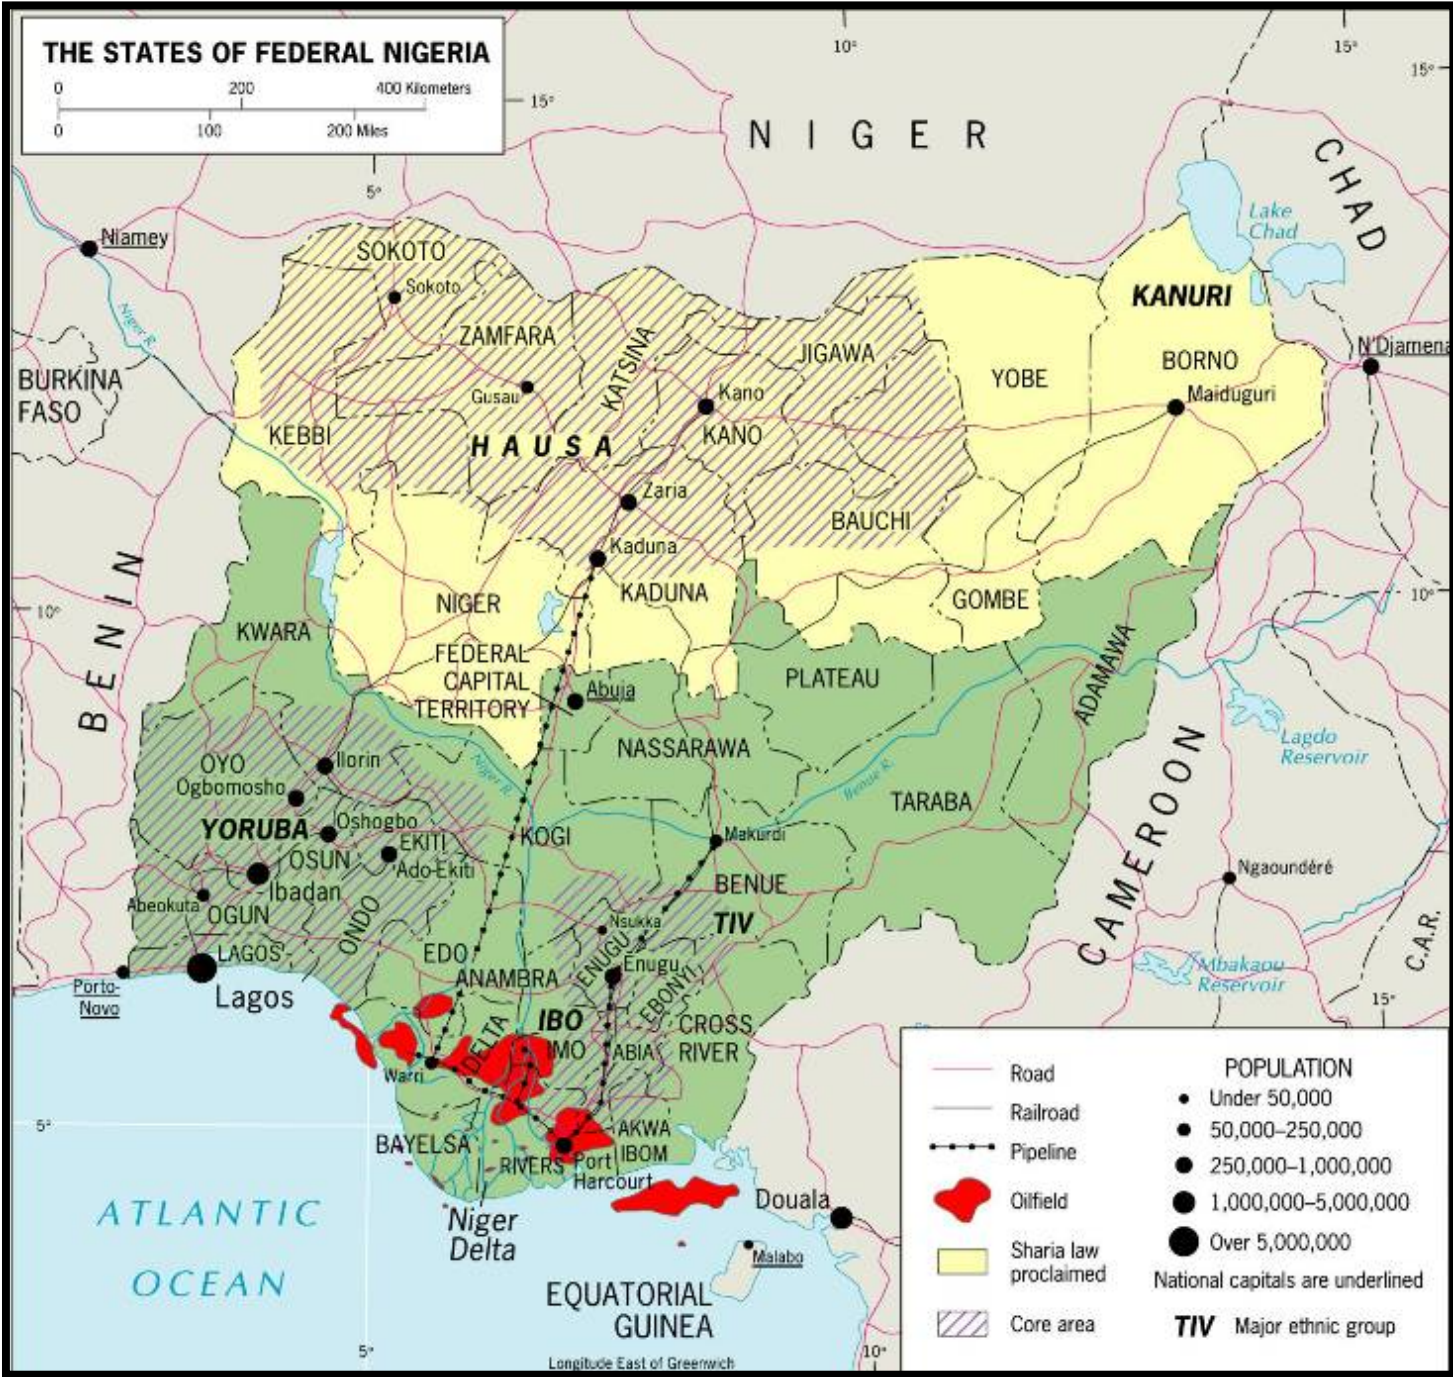 THE STATES OF FEDERAL NIGERIA
0 200 400 Kilometers
0 100 200 Miles
10°
15°
15°
15°
5°
NIGER
CHAD
Lake
Chad
Niamey
Niger R.
SOKOTO
Sokoto
ZAMFARA
KATSINA
JIGAWA
KANURI
BORNO
YOBE
Maiduguri
N'Djamena
BURKINA
FASO
Gusau
Kano
KANO
KEBBI
HAUSA
Zaria
BAUCHI
Kaduna
KADUNA
NIGER
GOMBE
BENIN
10°
10°
KWARA
FEDERAL
CAPITAL
TERRITORY
Abuja
PLATEAU
ADAMAWA
NASSARAWA
Lagdo
Reservoir
OYO
Ilorin
Ogbomosho
Niger R.
Benue R.
TARABA
YORUBA
Oshogbo
KOGI
Makurdi
OSUN
EKITI
Ado-Ekiti
Ibadan
BENUE
CAMEROON
Ngaoundéré
Abeokuta
OGUN
ONDO
Nsukka
TIV
LAGOS
EDO
ENUGU
Enugu
ANAMBRA
EBONYI
C.A.R.
Porto-
Novo
Lagos
Mbakaou
Reservoir
15°
IBO
DELTA
IMO
ABIA
CROSS
RIVER
Warri
5°
BAYELSA
RIVERS
Port
Harcourt
AKWA
IBOM
Niger
Delta
Douala
Malabo
ATLANTIC
OCEAN
EQUATORIAL
GUINEA
5°
10°
Longitude East of Greenwich
Road
Railroad
Pipeline
Oilfield
Sharia law
proclaimed
Core area
POPULATION
Under 50,000
50,000–250,000
250,000–1,000,000
1,000,000–5,000,000
Over 5,000,000
National capitals are underlined
TIV Major ethnic group